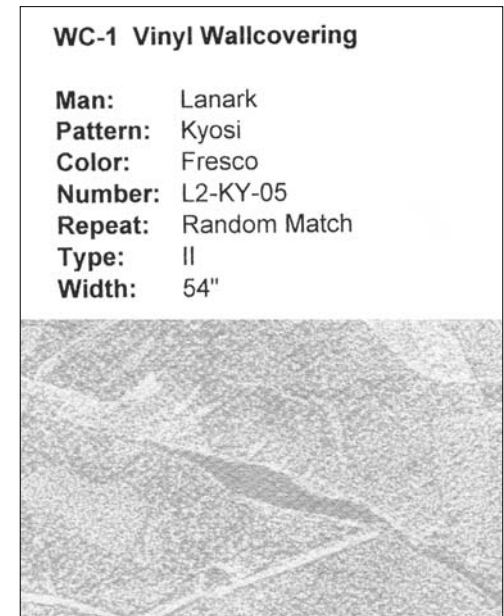 WC-1 Vinyl Wallcovering
Man: Lanark
Pattern: Kyosi
Color: Fresco
Number: L2-KY-05
Repeat: Random Match
Type: II
Width: 54"